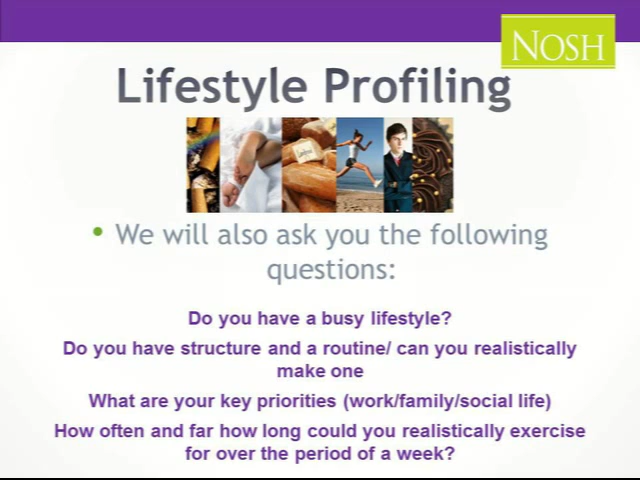 NOSH
Lifestyle Profiling
• We will also ask you the following
questions:
Do you have a busy lifestyle?
Do you have structure and a routine/ can you realistically
make one
What are your key priorities (work/family/social life)
How often and far how long could you realistically exercise
for over the period of a week?